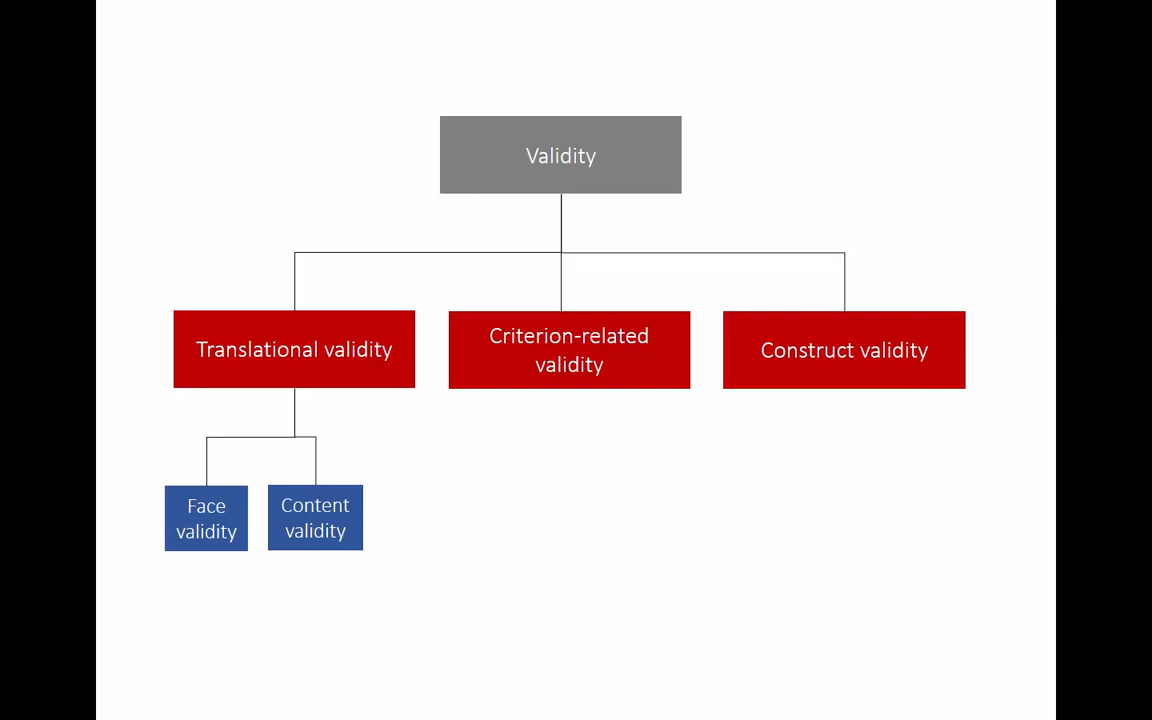 Validity
Translational validity
Criterion-related
validity
Construct validity
Face
validity
Content
validity